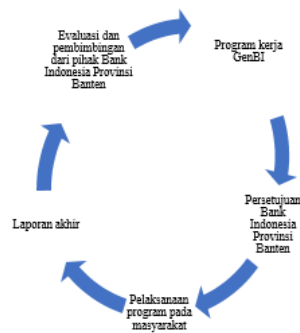 Evaluasi dan
pembimbingan
dari pihak Bank
Indonesia Provinsi
Banten
Program kerja
GenBI
Persetujuan
Bank
Indonesia
Provinsi
Banten
Pelaksanaan
program pada
masyarakat
Laporan akhir